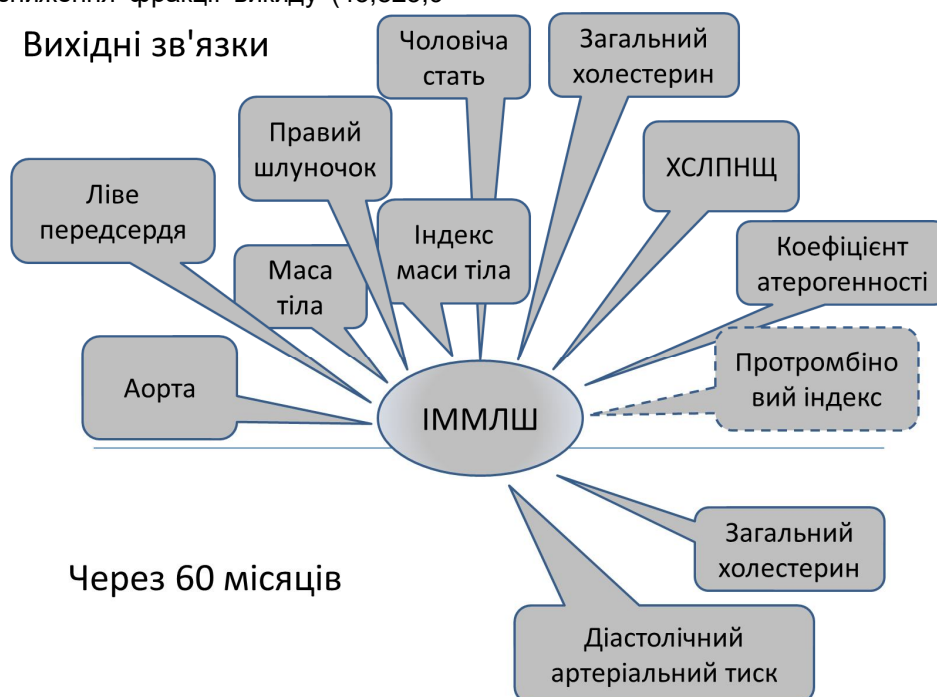 Вихідні зв'язки
Чоловіча
стать
Загальний
холестерин
Правий
шлуночок
ХСЛПНЩ
Ліве
передсердя
Індекс
маси тіла
Маса
тіла
Коефіцієнт
атерогенності
Протромбіно
вий індекс
Аорта
ІММЛШ
Загальний
холестерин
Через 60 місяців
Діастолічний
артеріальний тиск